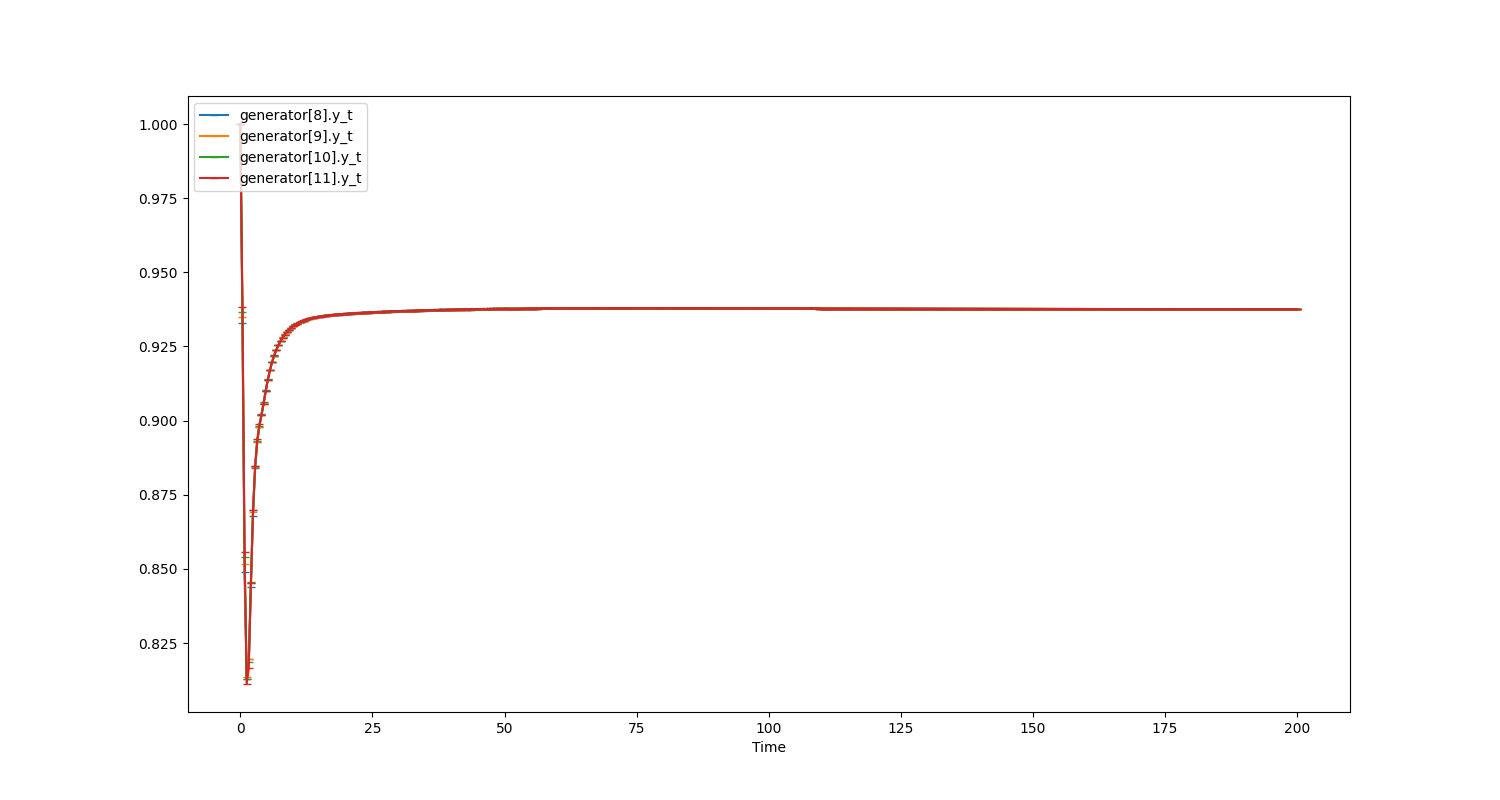 generator[8].y_t
generator[9].y_t
generator[10].y_t
generator[11].y_t
1.000
0.975
0.950
0.925
0.900
0.875
0.850
0.825
0 25 50 75 100 125 150 175 200
Time